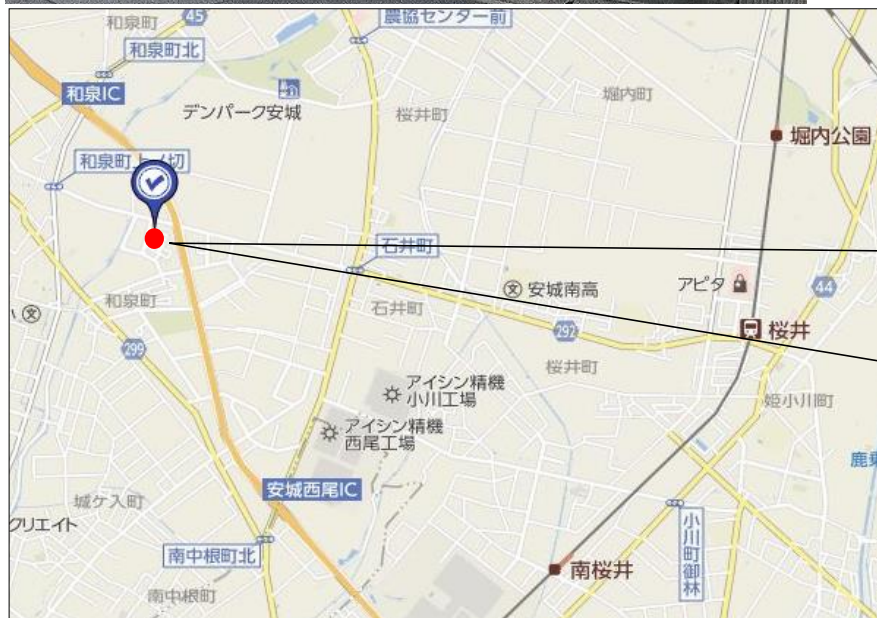 和泉町
45
農協センター前
和泉町北
和泉IC
デンパーク安城
桜井町
堀内町
堀内公園
和泉町上ノ切
石井町
安城南高
アピタ
44
和泉町
石井町
桜井
292
299
桜井町
アイシン精機
小川工場
姫小川町
アイシン精機
西尾工場
鹿乗
安城西尾IC
城ケ入町
クリエイト
小川町御林
南中根町北
南桜井
南中根町
文
文